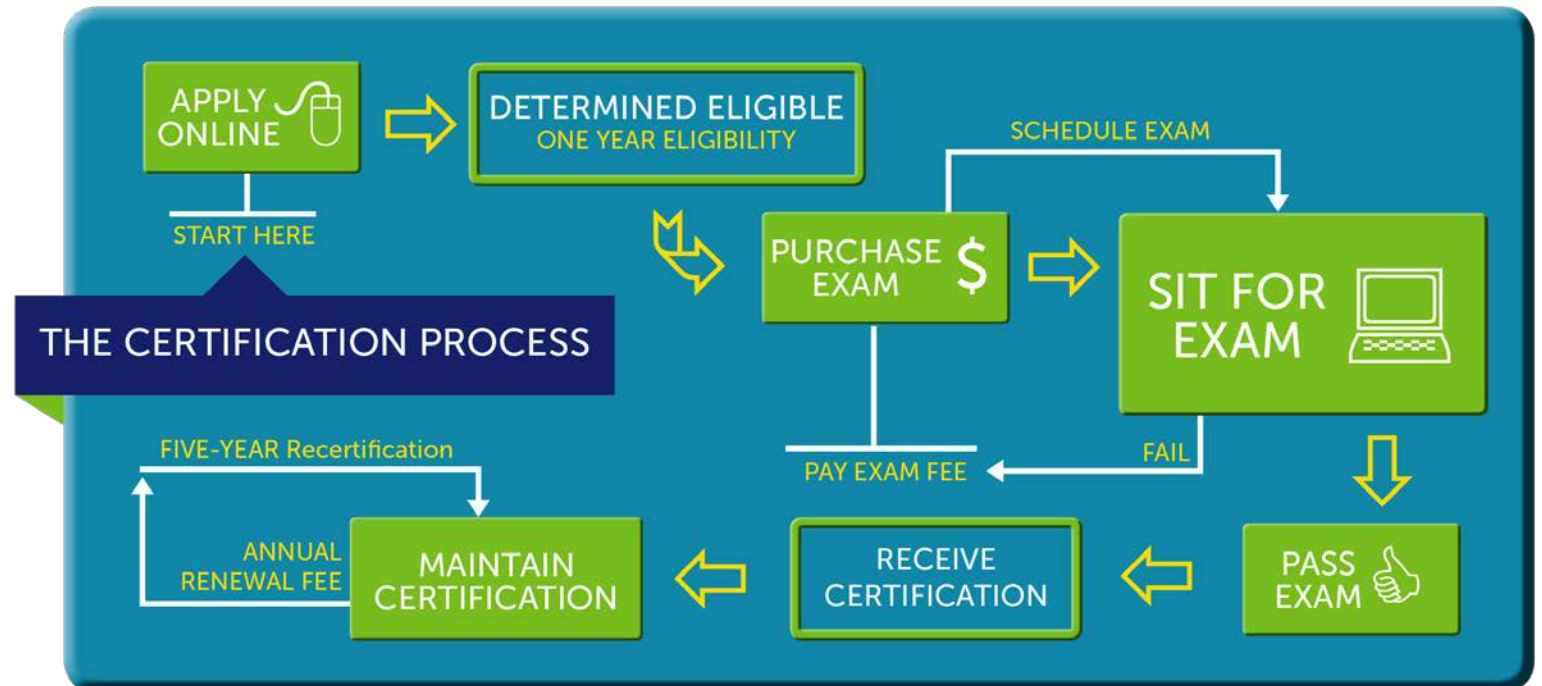 APPLY
ONLINE
START HERE
THE CERTIFICATION PROCESS
DETERMINED ELIGIBLE
ONE YEAR ELIGIBILITY
PURCHASE
EXAM $
SCHEDULE EXAM
SIT FOR
EXAM
PAY EXAM FEE
FAIL
PASS
EXAM
RECEIVE
CERTIFICATION
MAINTAIN
CERTIFICATION
ANNUAL
RENEWAL FEE
FIVE-YEAR Recertification